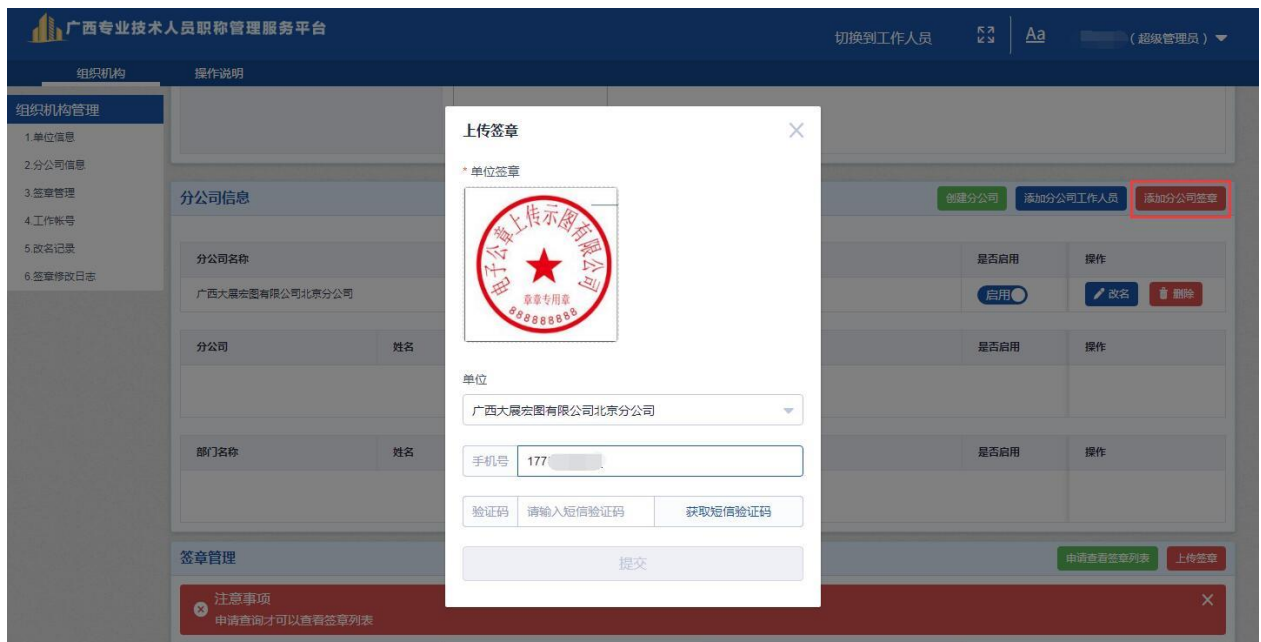 广西专业技术人员职称管理服务平台
切换到工作人员
Aa
(超级管理员)
组织机构
操作说明
组织机构管理
1.单位信息
2.分公司信息
3.签章管理
4.工作帐号
5.改名记录
6.签章修改日志
上传签章
* 单位签章
电子公章上传示图有限公司
章章专用章
888888888
单位
广西大展宏图有限公司北京分公司
手机号 177
验证码 请输入短信验证码 获取短信验证码
提交
分公司信息
创建分公司 添加分公司工作人员 添加分公司签章
分公司名称 是否启用 操作
广西大展宏图有限公司北京分公司 启用 改名 删除
分公司 姓名 是否启用 操作
部门名称 姓名 是否启用 操作
签章管理
申请查看签章列表 上传签章
注意事项
申请查询才可以查看签章列表